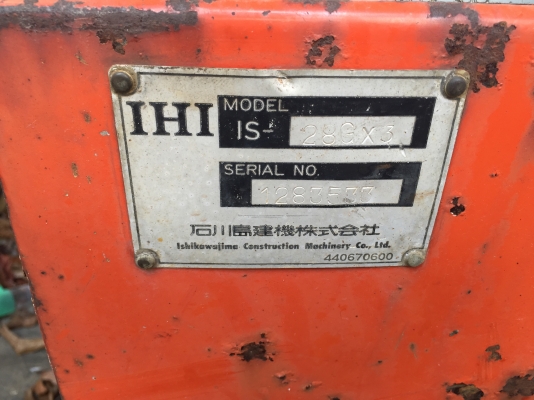 IHI
MODEL
IS- 28GX3
SERIAL NO.
石川島建機株式会社
Ishikawajima Construction Machinery Co., Ltd.
440670600